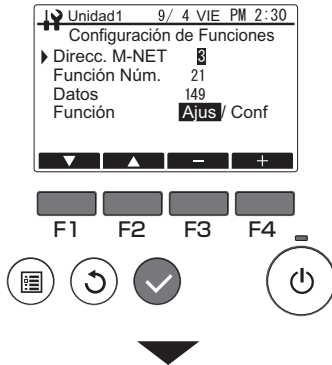 Unidad1 9/ 4 VIE PM 2:30
Configuración de Funciones
Direcc. M-NET 3
Función Núm. 21
Datos 149
Función Ajus / Conf
− +
F1 F2 F3 F4